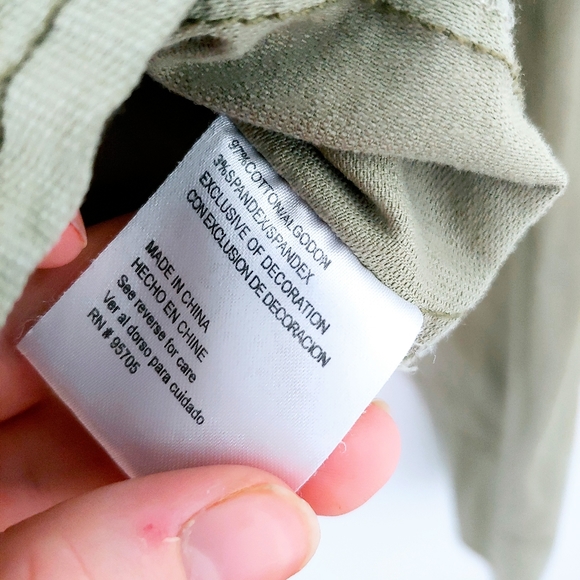 97%COTTON/ALGODON
3%SPANDEX/SPANDEX
EXCLUSIVE OF DECORATION
CON EXCLUSION DE DECORACION
MADE IN CHINA
HECHO EN CHINE
See reverse for care
Ver al dorso para cuidado
RN # 95705